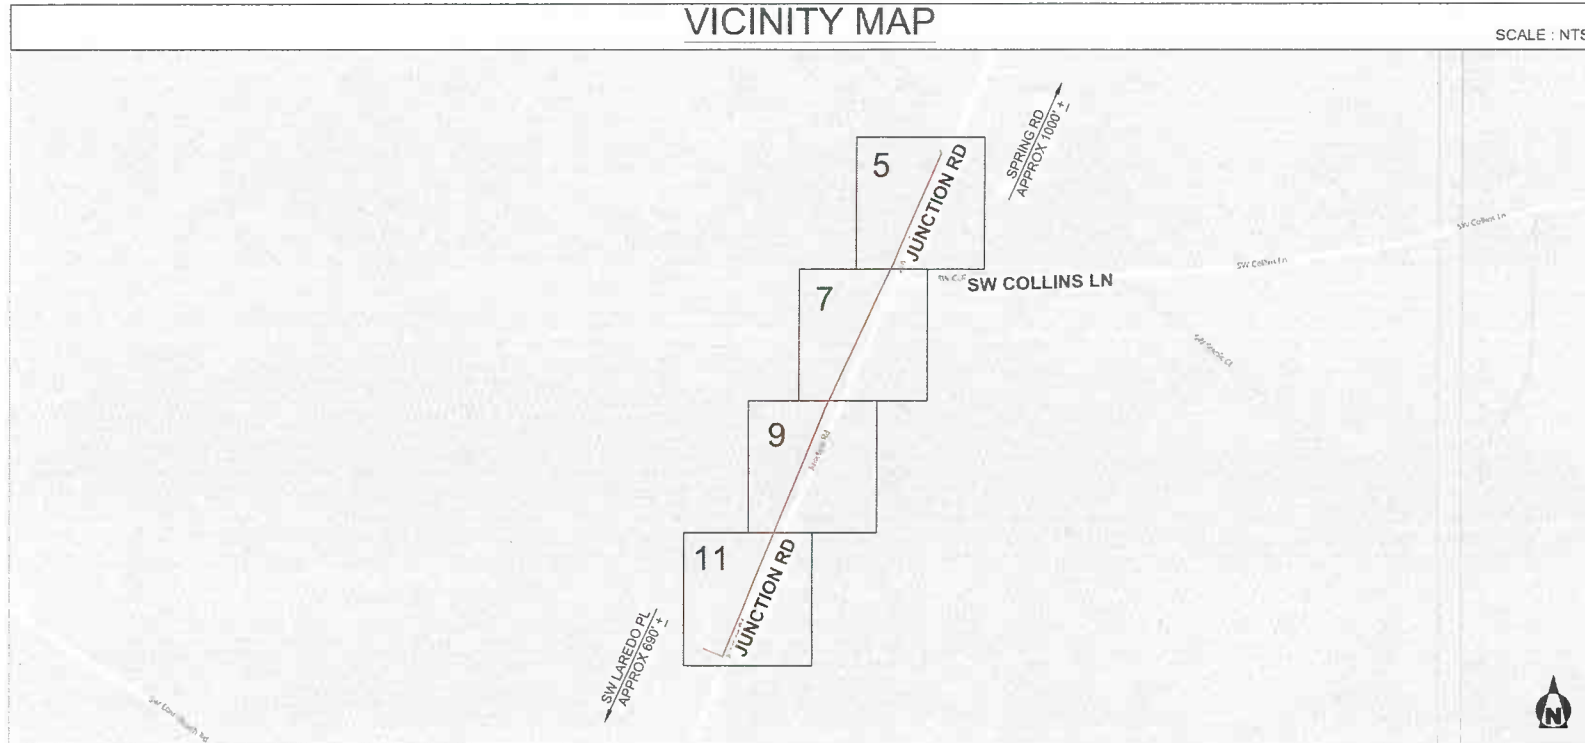 VICINITY MAP
SCALE : NTS
SPRING RD
APPROX 1000' +
5
JUNCTION RD
SW Collins Ln
SW Collins Ln
SW COLLINS LN
7
9
Junction Rd
11
JUNCTION RD
SW LAREDO PL
APPROX 690' +
N